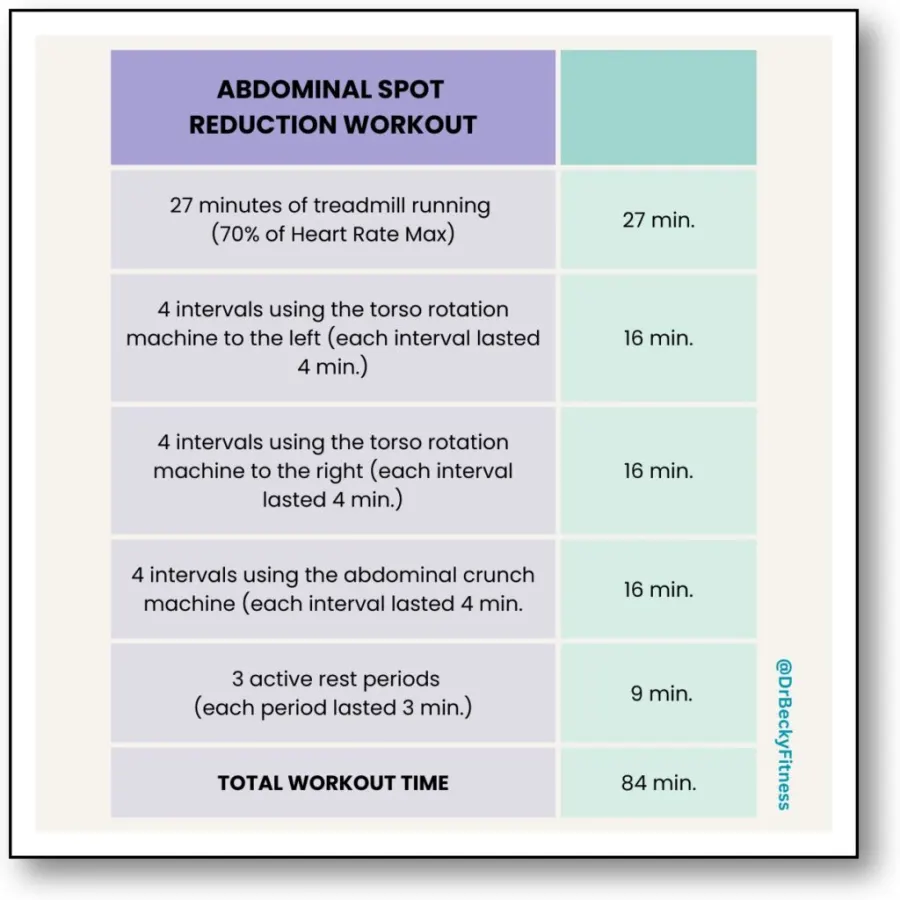 ABDOMINAL SPOT
REDUCTION WORKOUT
27 minutes of treadmill running
(70% of Heart Rate Max)
27 min.
4 intervals using the torso rotation
machine to the left (each interval lasted
4 min.)
16 min.
4 intervals using the torso rotation
machine to the right (each interval
lasted 4 min.)
16 min.
4 intervals using the abdominal crunch
machine (each interval lasted 4 min.
16 min.
3 active rest periods
(each period lasted 3 min.)
9 min.
TOTAL WORKOUT TIME
84 min.
@DrBeckyFitness